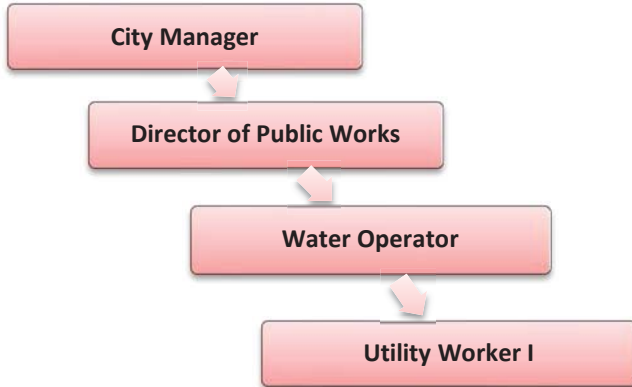 City Manager
Director of Public Works
Water Operator
Utility Worker I